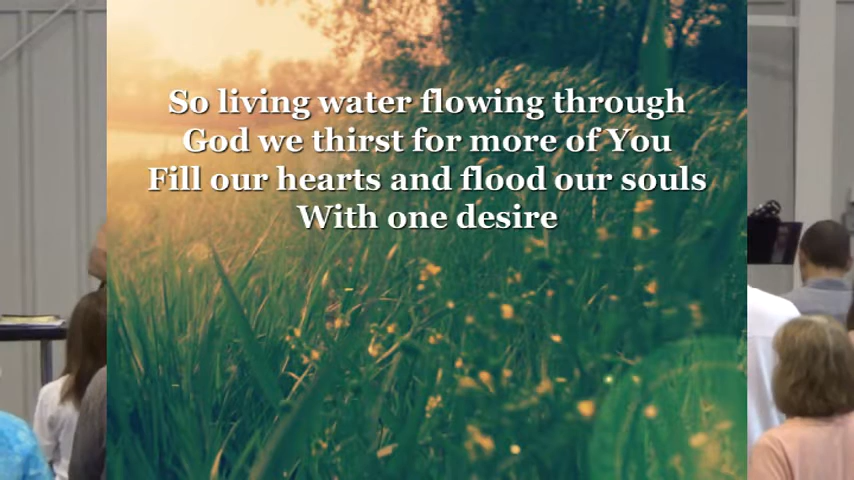 So living water flowing through
God we thirst for more of You
Fill our hearts and flood our souls
With one desire